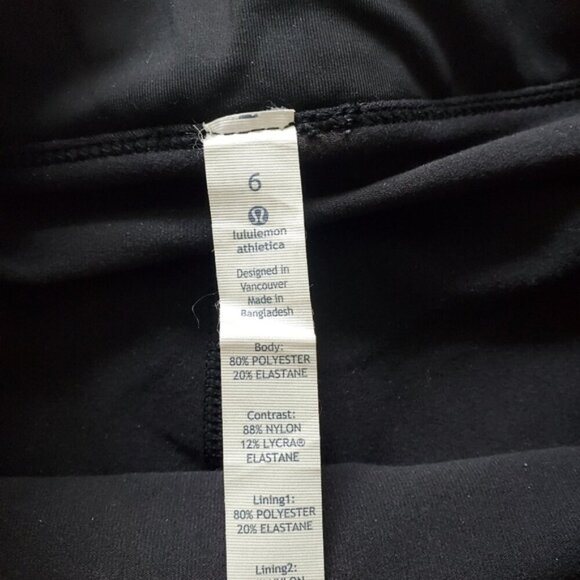 6
lululemon
athletica
Designed in
Vancouver
Made in
Bangladesh
Body:
80% POLYESTER
20% ELASTANE
Contrast:
88% NYLON
12% LYCRA®
ELASTANE
Lining1:
80% POLYESTER
20% ELASTANE
Lining2:
NYLON